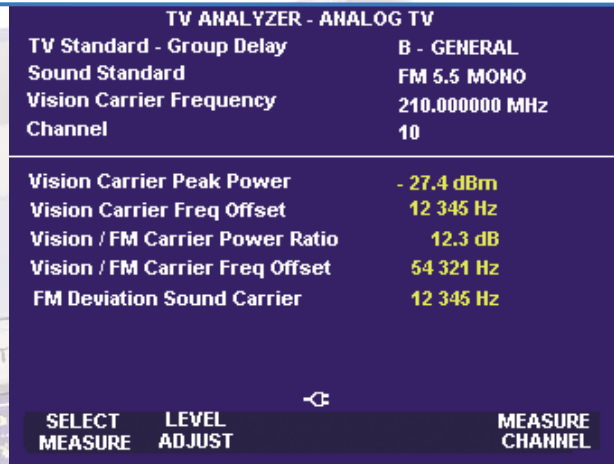 TV ANALYZER - ANALOG TV
TV Standard - Group Delay B - GENERAL
Sound Standard FM 5.5 MONO
Vision Carrier Frequency 210.000000 MHz
Channel 10
Vision Carrier Peak Power - 27.4 dBm
Vision Carrier Freq Offset 12 345 Hz
Vision / FM Carrier Power Ratio 12.3 dB
Vision / FM Carrier Freq Offset 54 321 Hz
FM Deviation Sound Carrier 12 345 Hz
SELECT LEVEL MEASURE
MEASURE ADJUST CHANNEL